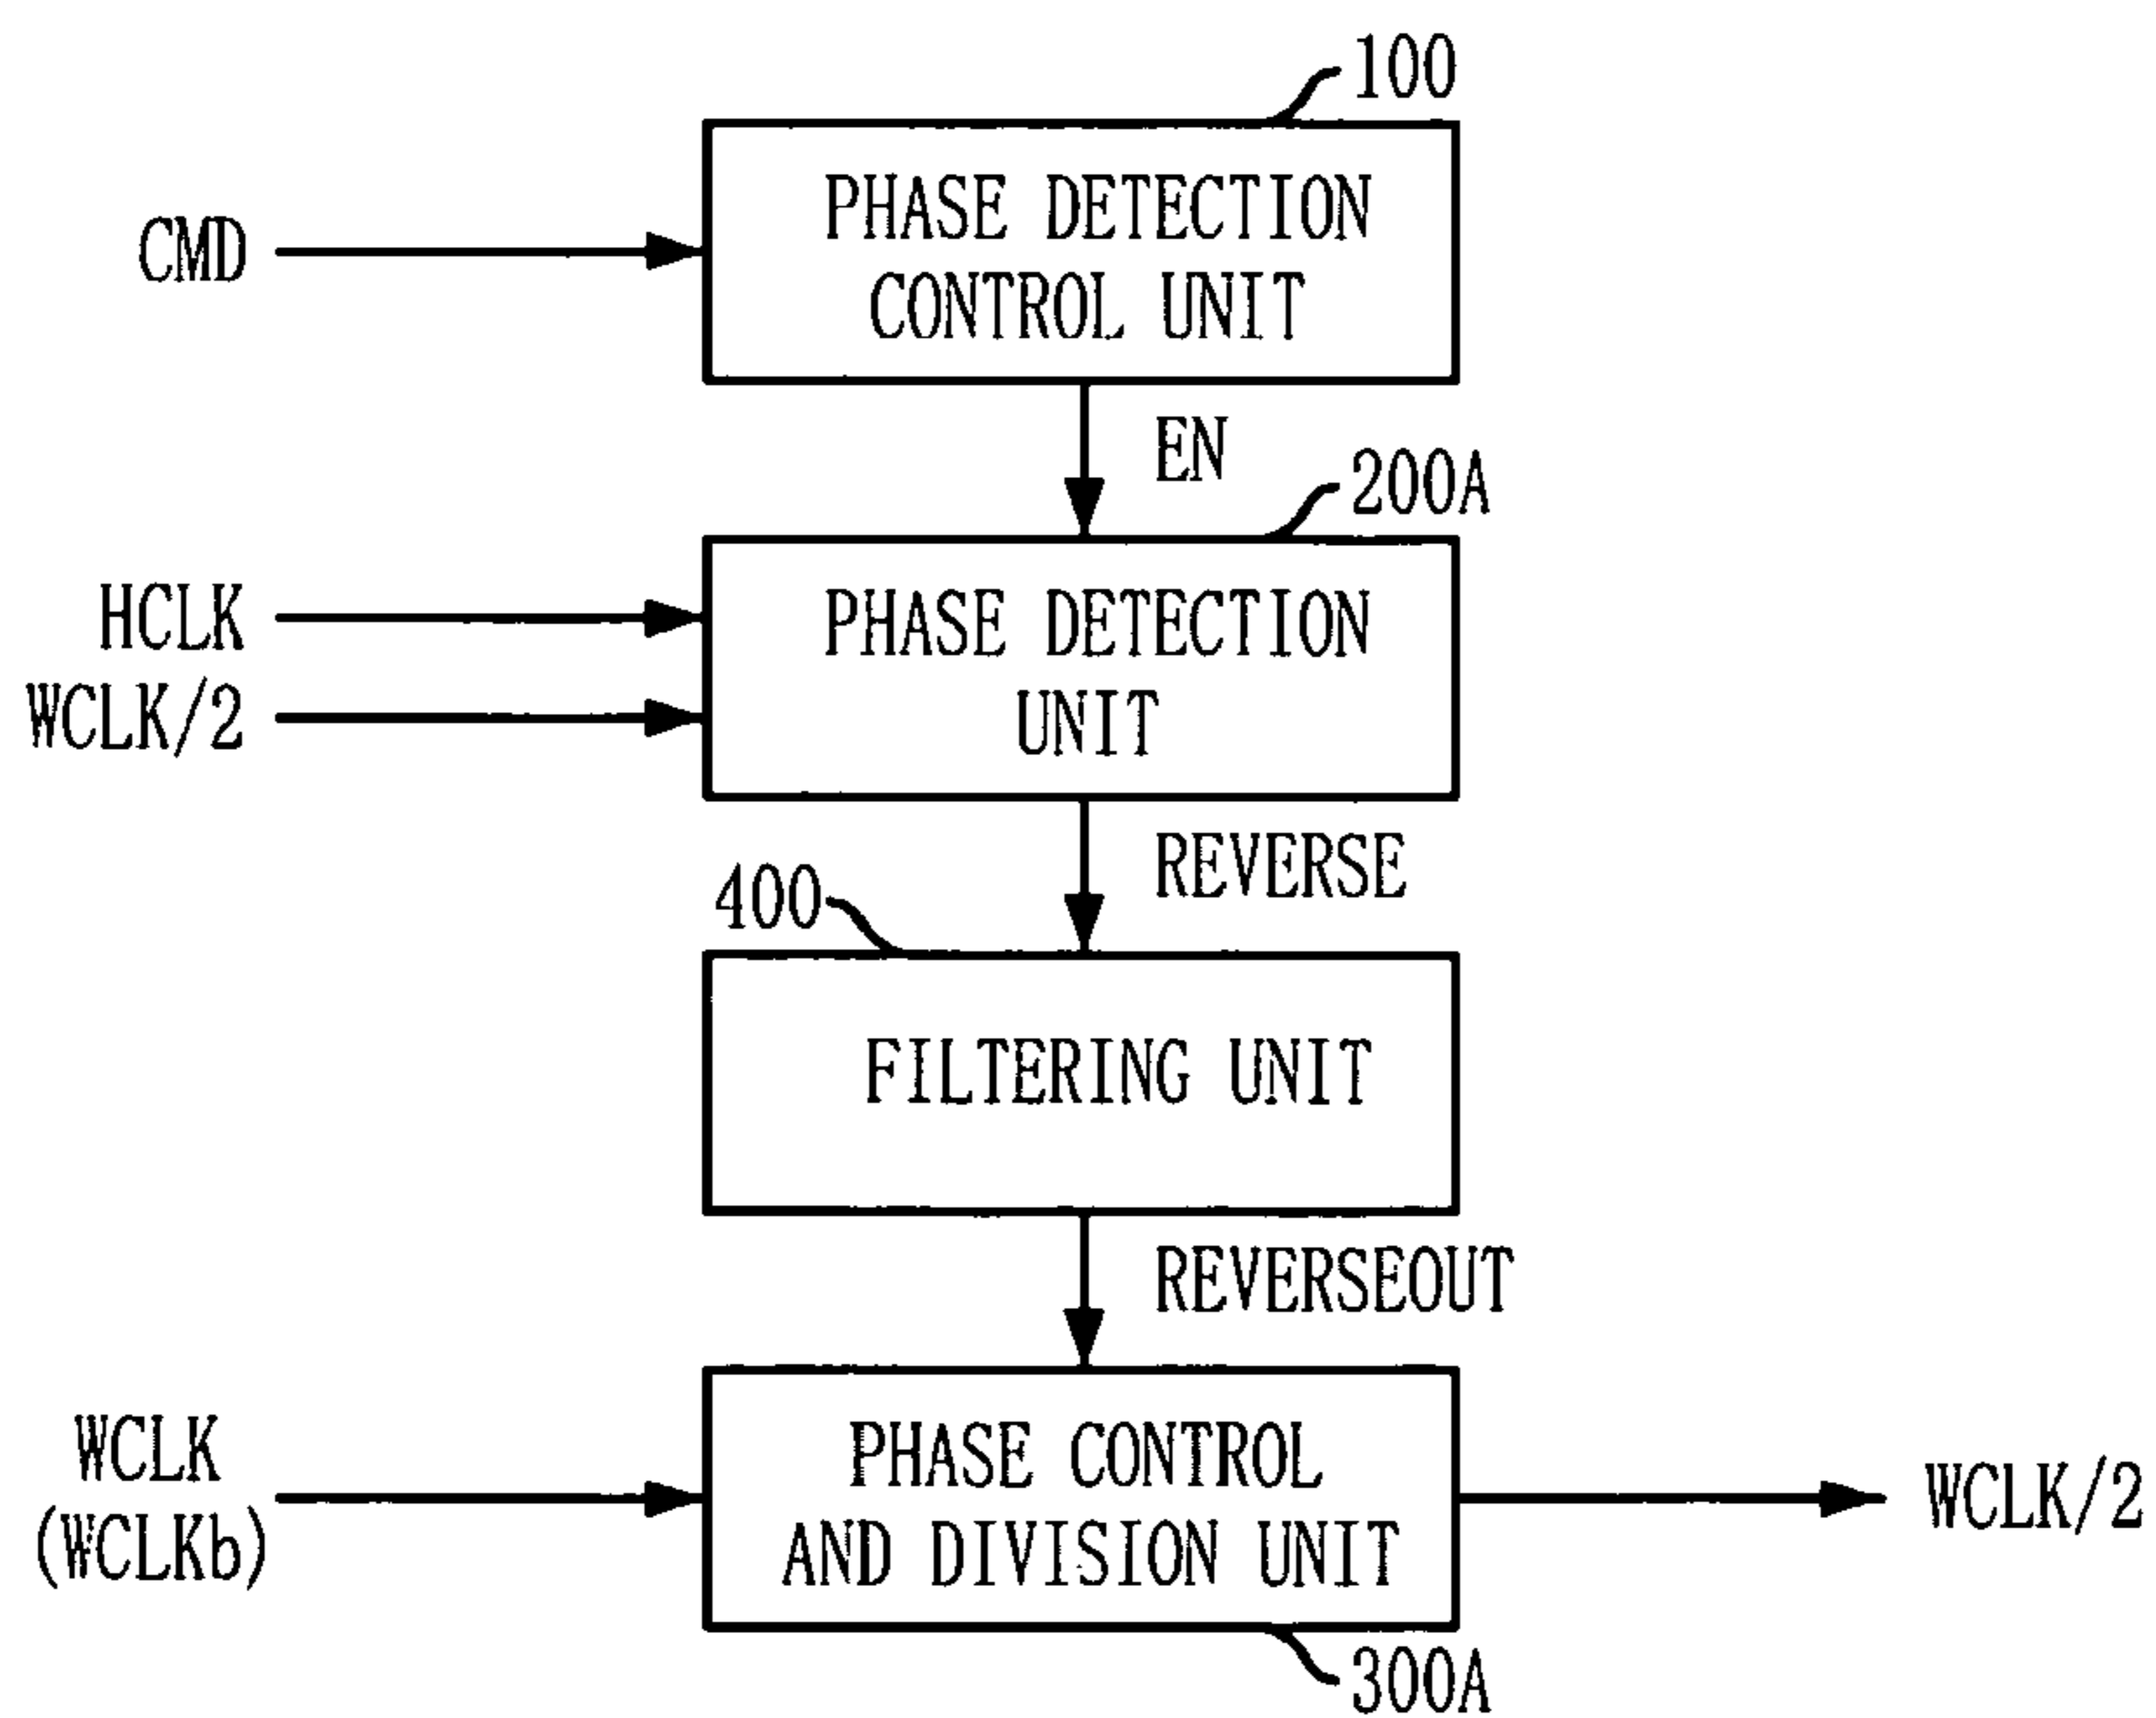 100
PHASE DETECTION
CONTROL UNIT
CMD
EN
200A
HCLK
WCLK/2
PHASE DETECTION
UNIT
REVERSE
400
FILTERING UNIT
REVERSEOUT
WCLK
(WCLKb)
PHASE CONTROL
AND DIVISION UNIT
WCLK/2
300A